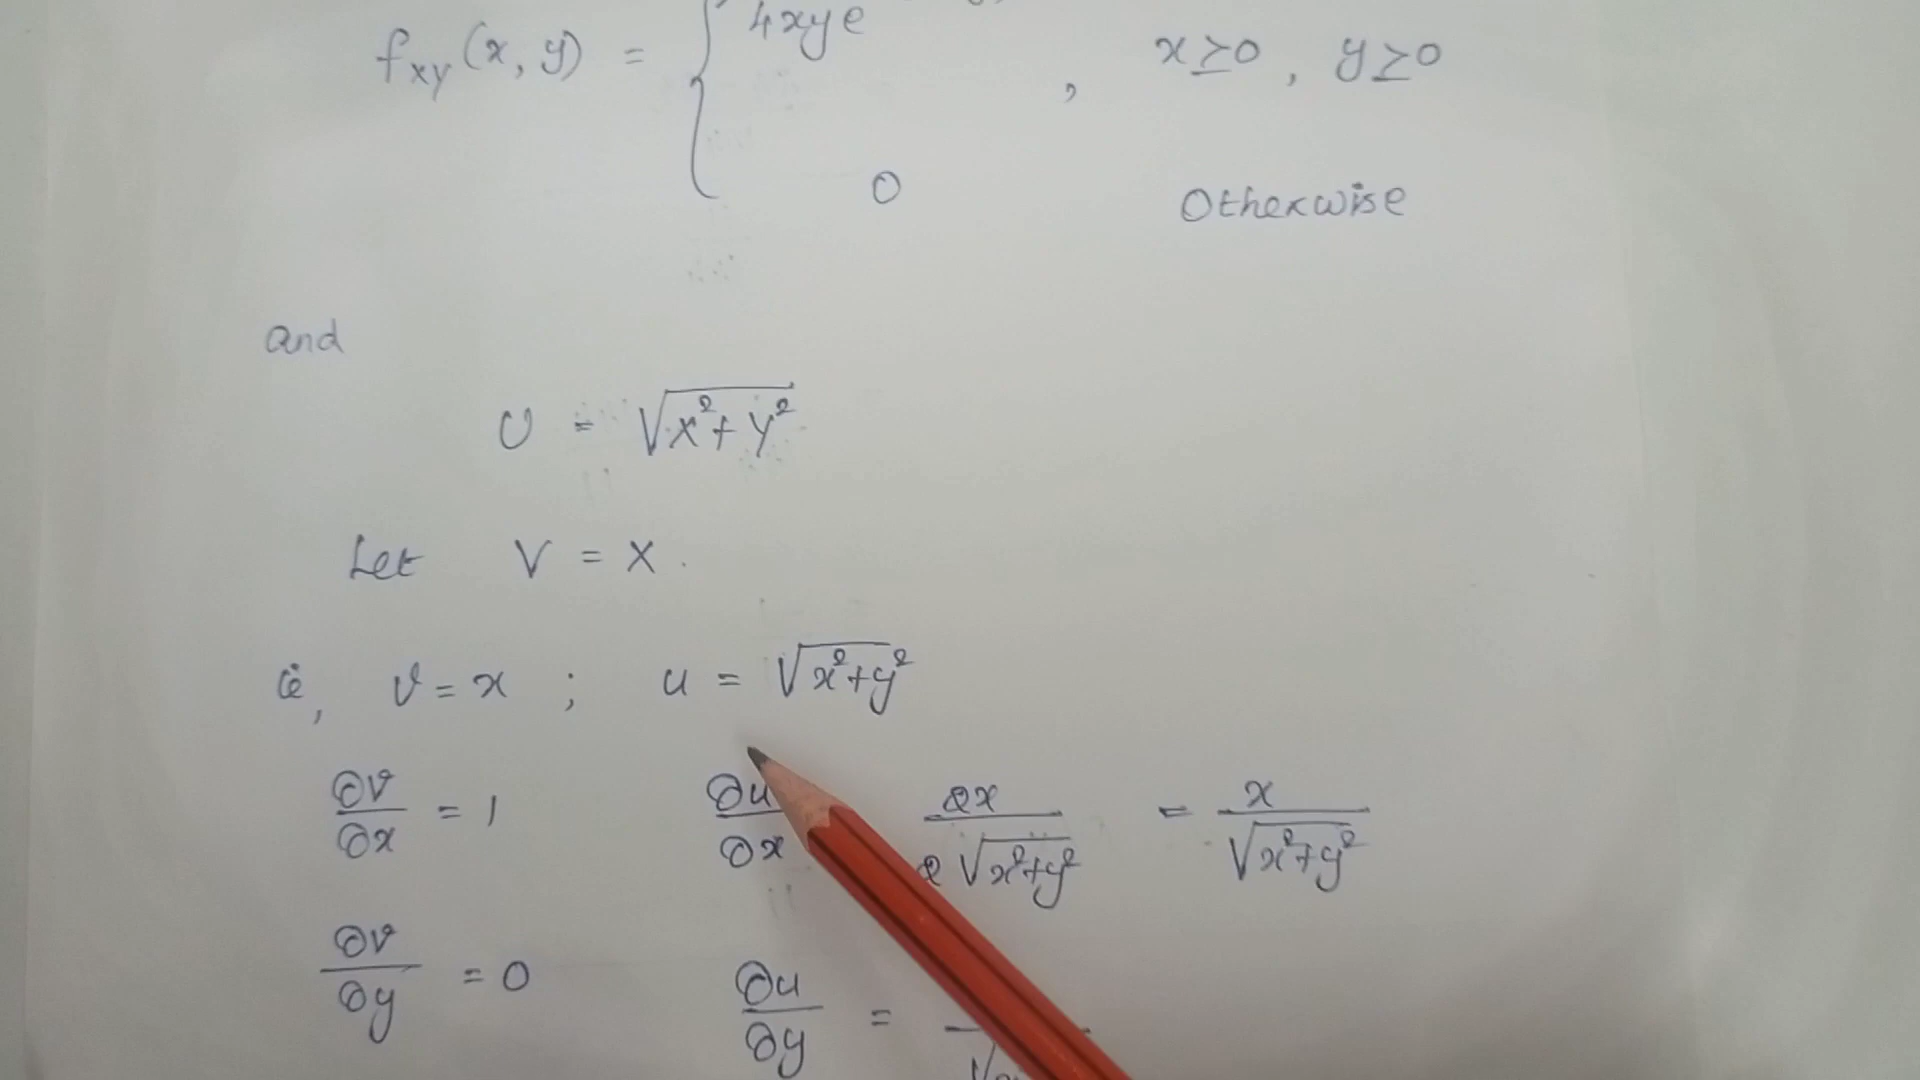 fxy (x, y) = { 4xye , x ≥ 0 , y ≥ 0
0 Otherwise
and
U = √x²+y²
Let V = X .
ie, v = x ; u = √x²+y²
∂v/∂x = 1 ∂u/∂x 2x/2√x²+y² = x/√x²+y²
∂v/∂y = 0 ∂u/∂y =